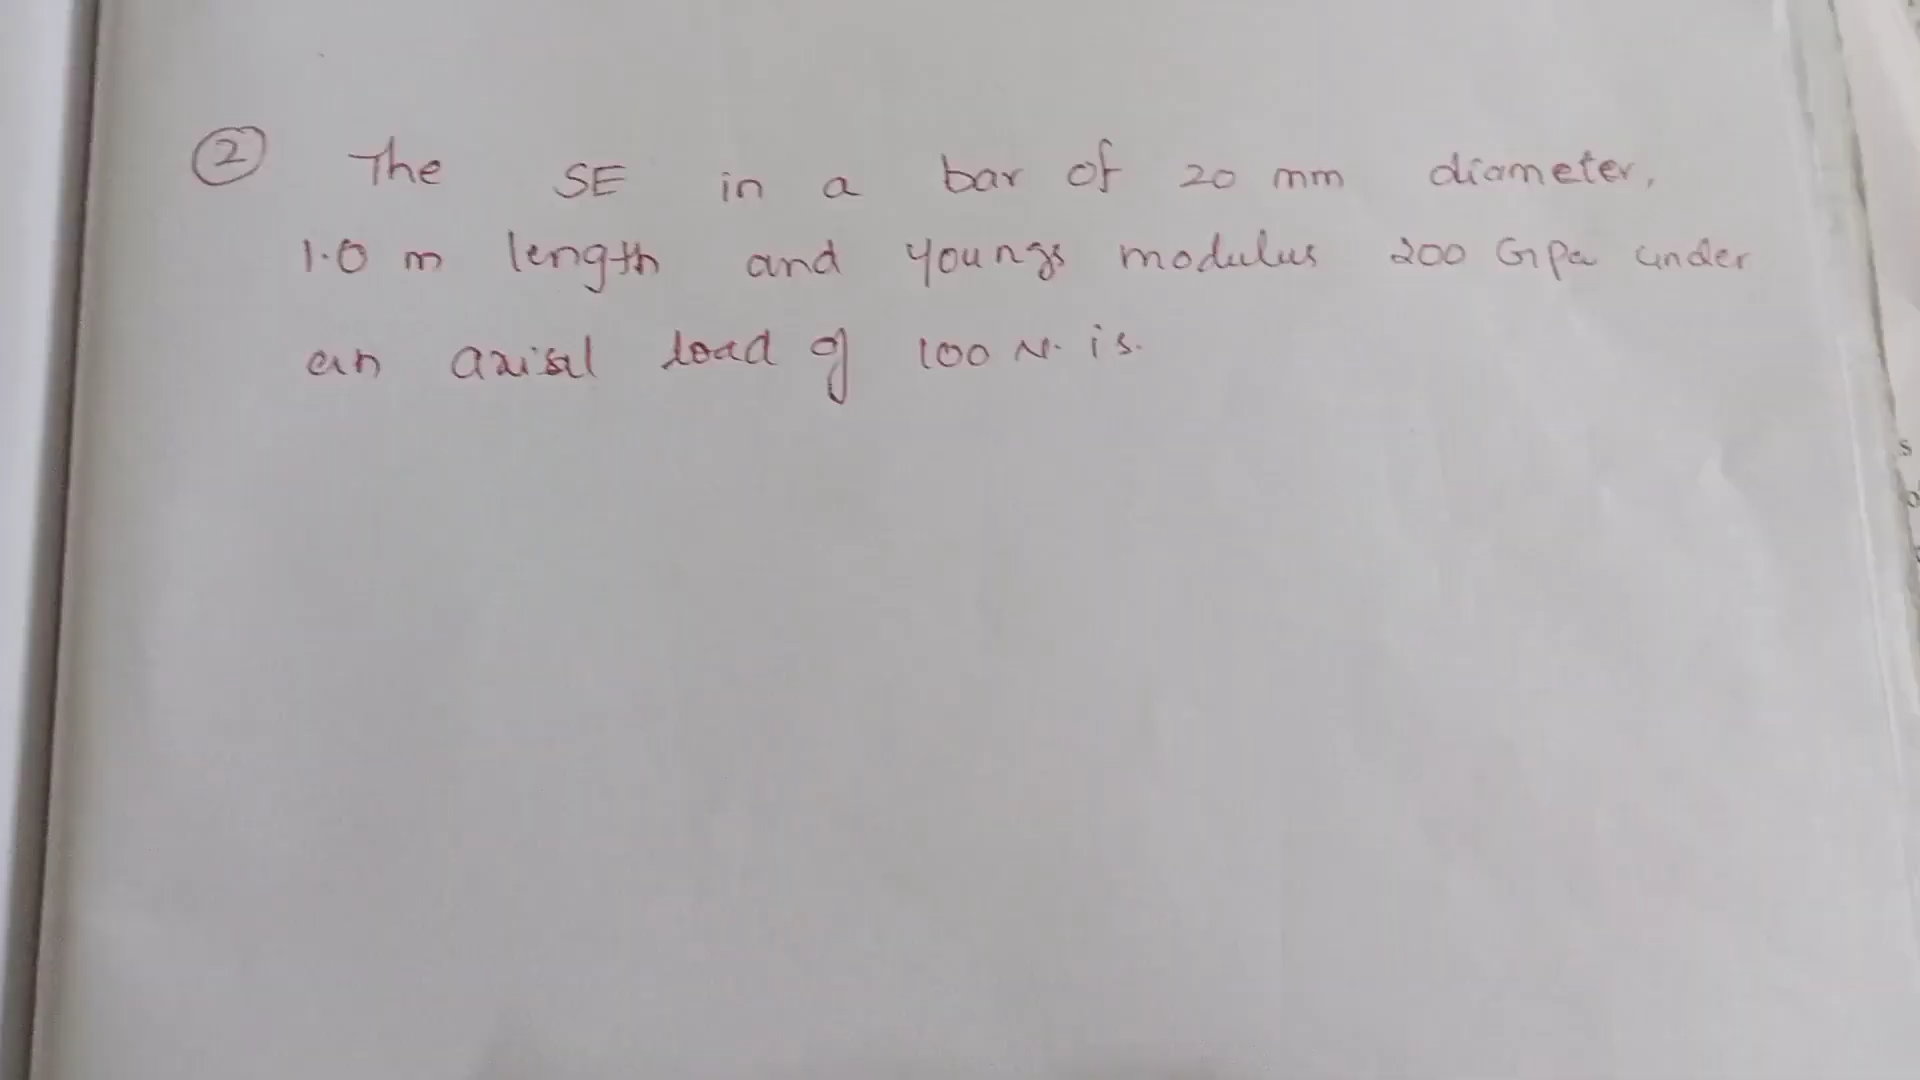 ② The SE in a bar of 20 mm diameter,
1.0 m length and youngs modulus 200 Gpa under
an axial load of 100 N. is.